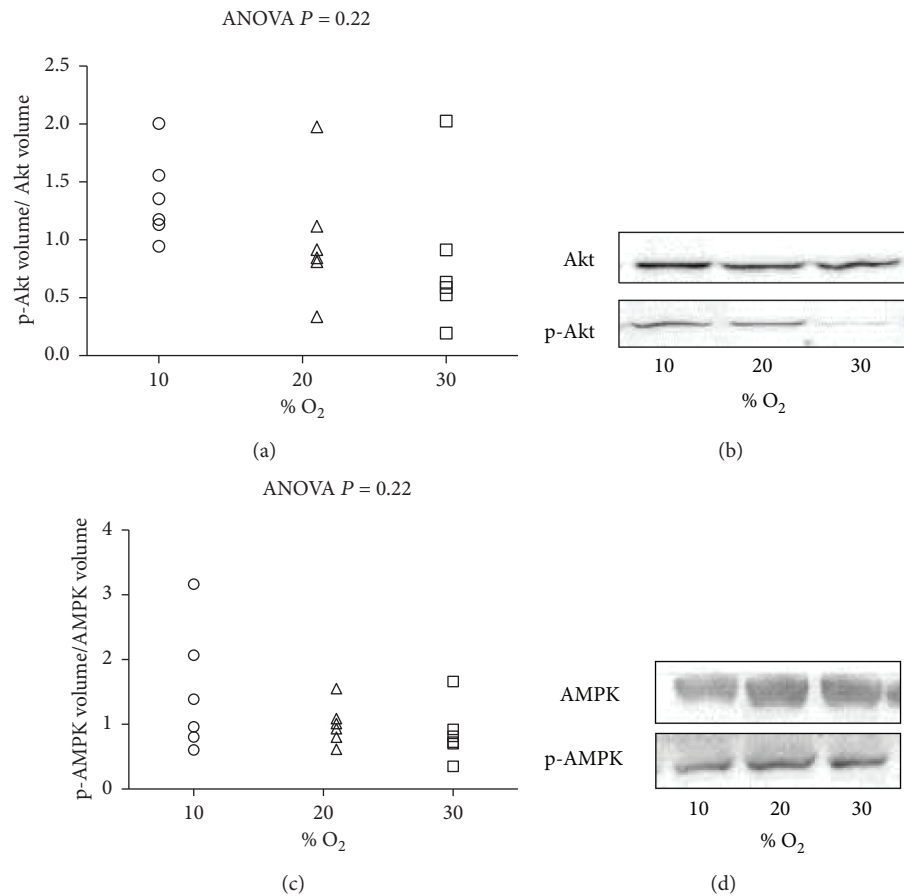 ANOVA P = 0.22
p-Akt volume/ Akt volume
2.5
2.0
1.5
1.0
0.5
0.0
10 20 30
% O2
(a)
Akt
p-Akt
10 20 30
% O2
(b)
ANOVA P = 0.22
p-AMPK volume/AMPK volume
4
3
2
1
0
10 20 30
% O2
(c)
AMPK
p-AMPK
10 20 30
% O2
(d)